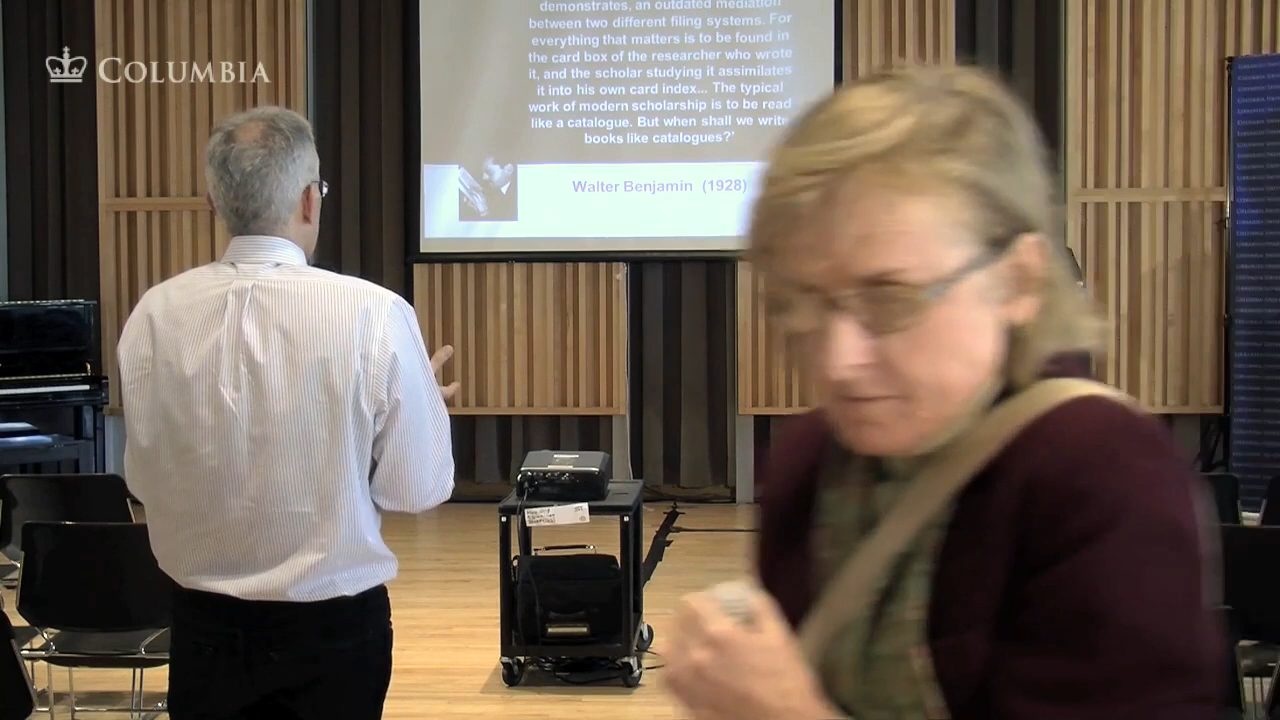 COLUMBIA
demonstrates, an outdated mediation
between two different filing systems. For
everything that matters is to be found in
the card box of the researcher who wrote
it, and the scholar studying it assimilates
it into his own card index... The typical
work of modern scholarship is to be read
like a catalogue. But when shall we write
books like catalogues?'
Walter Benjamin (1928)